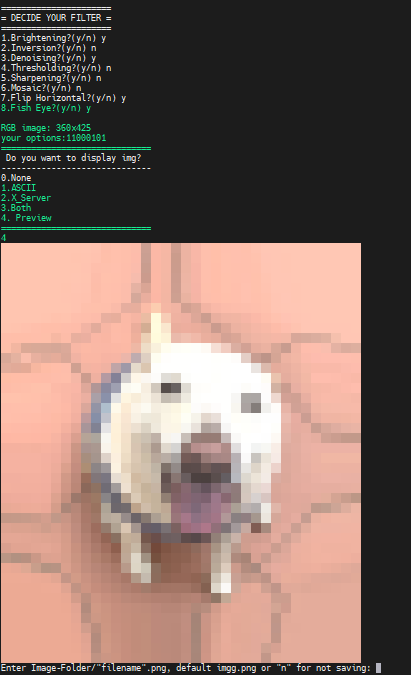 ======================
= DECIDE YOUR FILTER =
======================
1.Brightening?(y/n) y
2.Inversion?(y/n) n
3.Denoising?(y/n) y
4.Thresholding?(y/n) n
5.Sharpening?(y/n) n
6.Mosaic?(y/n) n
7.Flip Horizontal?(y/n) y
8.Fish Eye?(y/n) y
RGB image: 360x425
your options:11000101
==============================
Do you want to display img?
------------------------------
0.None
1.ASCII
2.X_Server
3.Both
4. Preview
==============================
4
Enter Image-Folder/"filename".png, default imgg.png or "n" for not saving: